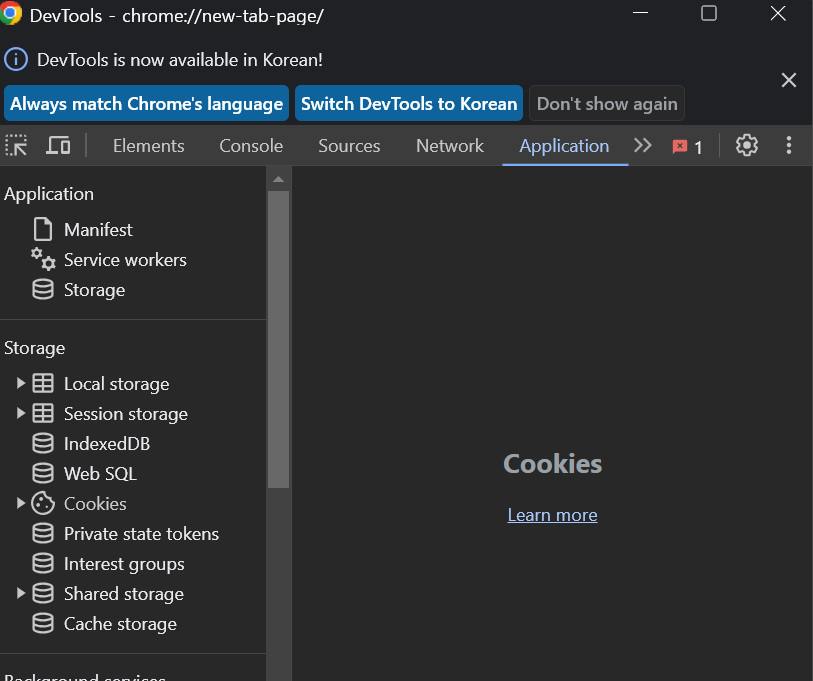 DevTools - chrome://new-tab-page/
DevTools is now available in Korean!
Always match Chrome's language Switch DevTools to Korean Don't show again
Elements Console Sources Network Application 1
Application
Manifest
Service workers
Storage
Storage
Local storage
Session storage
IndexedDB
Web SQL
Cookies
Private state tokens
Interest groups
Shared storage
Cache storage
Background services
Cookies
Learn more